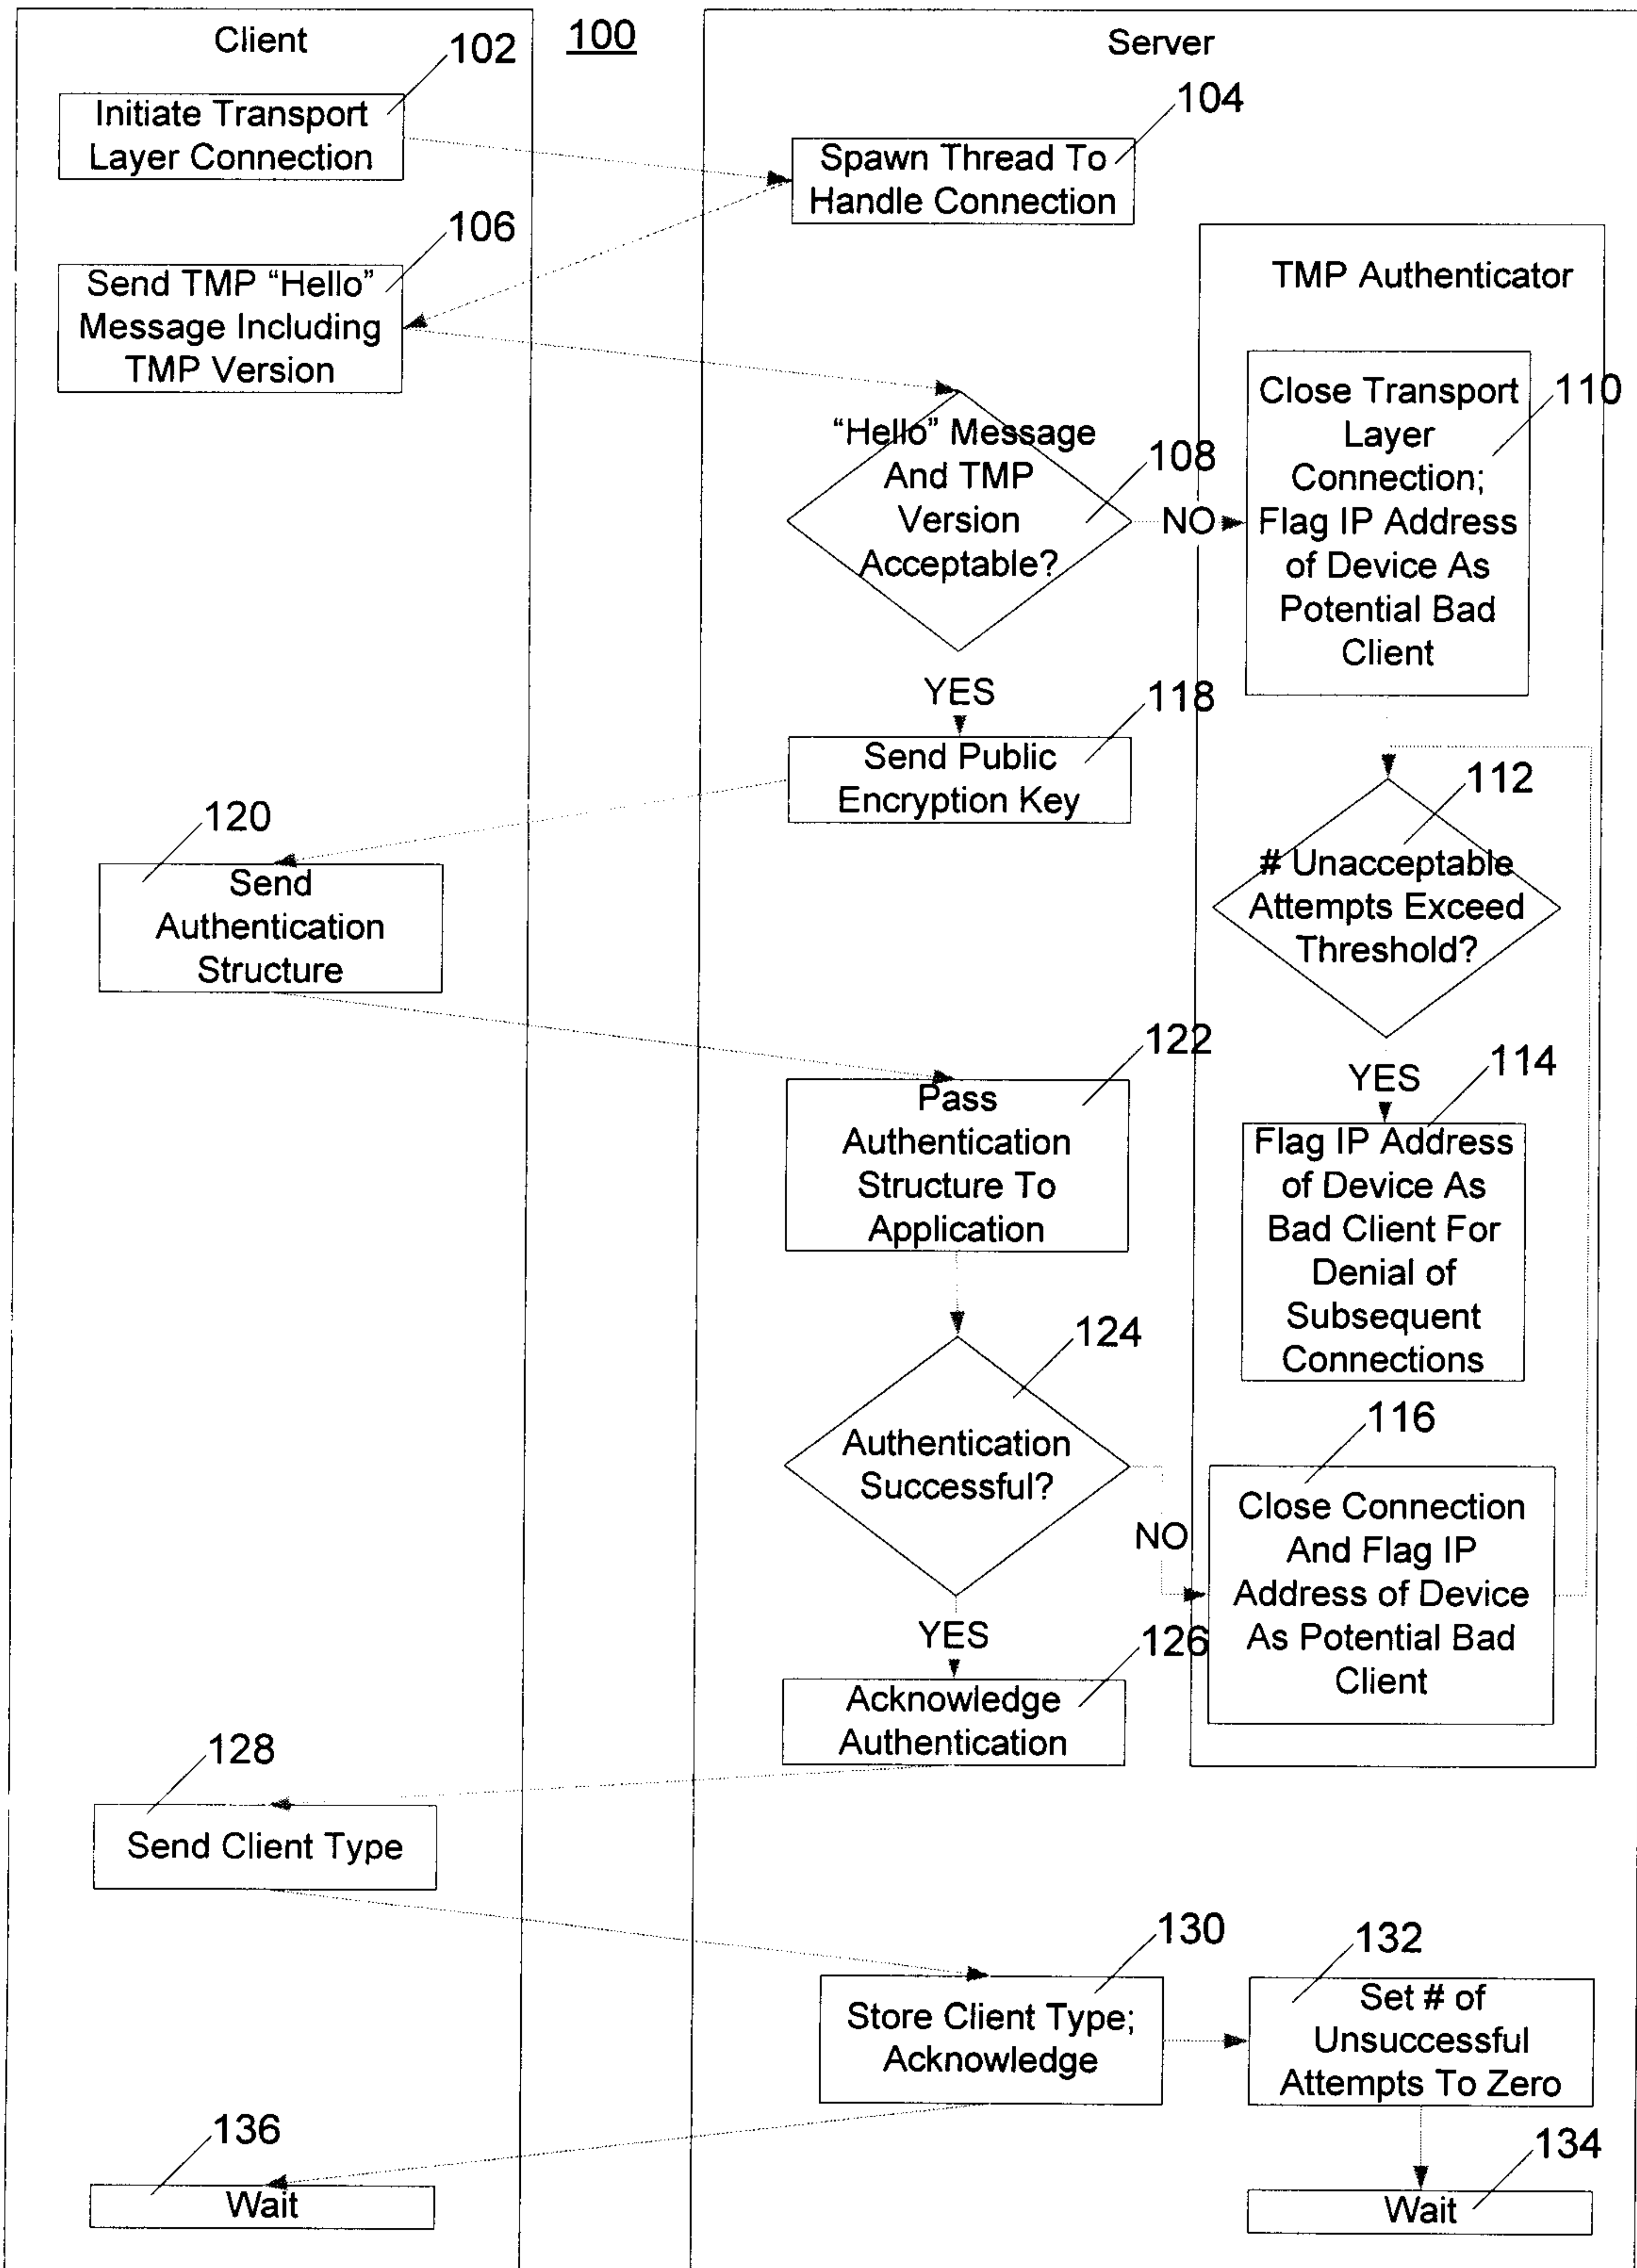 Client
100
Server
102
Initiate Transport
Layer Connection
104
Spawn Thread To
Handle Connection
106
Send TMP “Hello”
Message Including
TMP Version
TMP Authenticator
“Hello” Message
And TMP
Version
Acceptable?
108
NO
Close Transport
Layer
Connection;
Flag IP Address
of Device As
Potential Bad
Client
110
YES
118
Send Public
Encryption Key
112
# Unacceptable
Attempts Exceed
Threshold?
120
Send
Authentication
Structure
122
Pass
Authentication
Structure To
Application
YES
114
Flag IP Address
of Device As
Bad Client For
Denial of
Subsequent
Connections
124
Authentication
Successful?
NO
116
Close Connection
And Flag IP
Address of Device
As Potential Bad
Client
YES
126
Acknowledge
Authentication
128
Send Client Type
130
Store Client Type;
Acknowledge
132
Set # of
Unsuccessful
Attempts To Zero
136
Wait
134
Wait